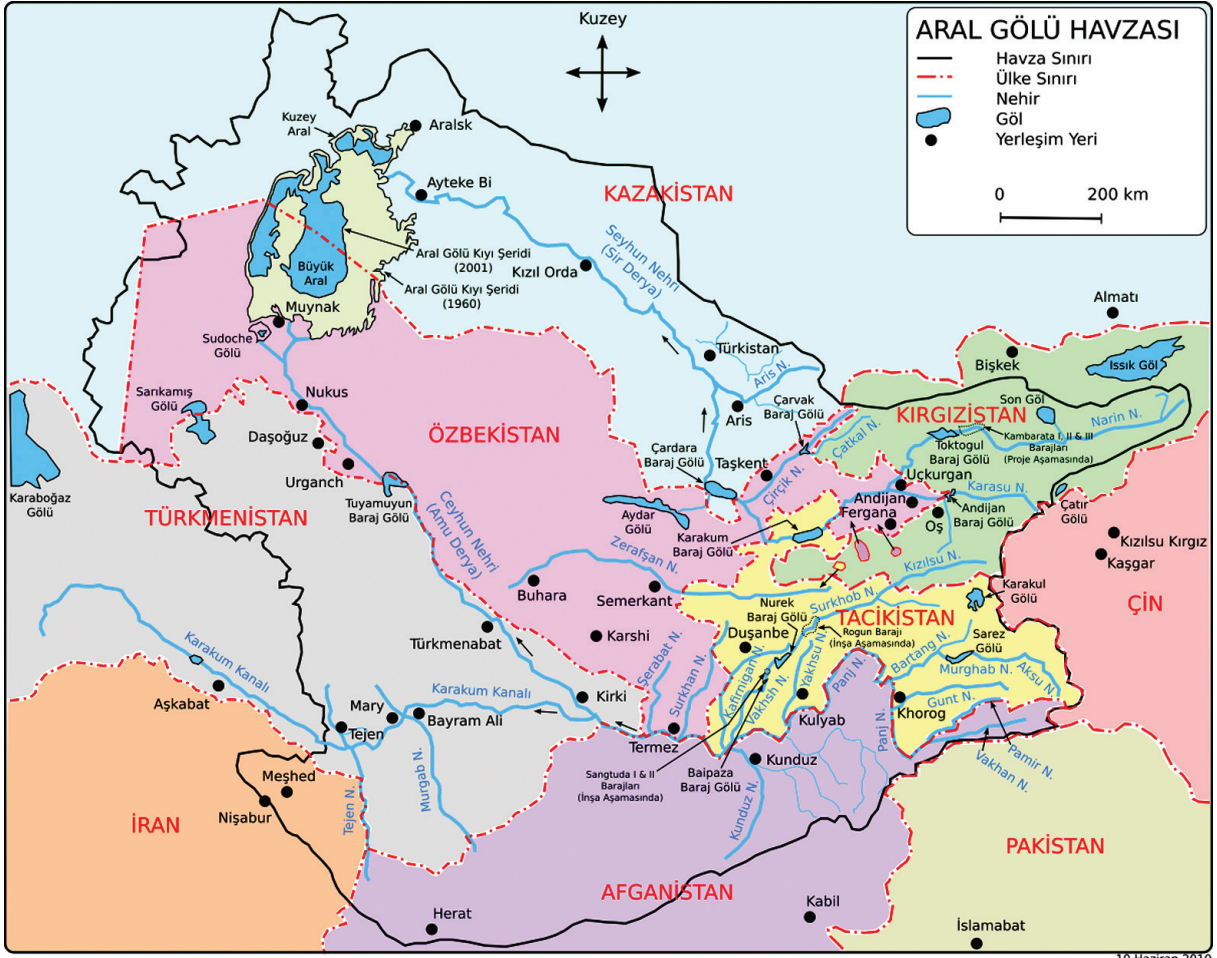 Kuzey
ARAL GÖLÜ HAVZASI
Havza Sınırı
Ülke Sınırı
Nehir
Göl
Yerleşim Yeri
0 200 km
Kuzey
Aral
Aralsk
Ayteke Bi
KAZAKİSTAN
Seyhun Nehri
(Sir Derya)
Aral Gölü Kıyı Şeridi
(2001)
Büyük
Aral
Kızıl Orda
Aral Gölü Kıyı Şeridi
(1960)
Muynak
Almatı
Sudoche
Gölü
Türkistan
Bişkek
Issık Göl
Aris N.
Sarıkamış
Gölü
Nukus
Çarvak
Baraj Gölü
Son Göl
Aris
KIRGIZİSTAN
Narin N.
Daşoğuz
ÖZBEKİSTAN
Çatkal N.
Kambarata I, II & III
Barajları
(Proje Aşamasında)
Toktogul
Baraj Gölü
Çardara
Baraj Gölü
Taşkent
Çirçik N.
Urganch
Uçkurgan
Karasu N.
Karaboğaz
Gölü
Tuyamuyun
Baraj Gölü
Andijan
Fergana
Oş
Andijan
Baraj Gölü
Çatır
Gölü
TÜRKMENİSTAN
Ceyhun Nehri
(Amu Derya)
Aydar
Gölü
Karakum
Baraj Gölü
Kızılsu Kırgız
Kaşgar
Zerafşan N.
Kızılsu N.
Buhara
Semerkant
Nurek
Baraj Gölü
Surkhob N.
Karakul
Gölü
TACİKİSTAN
ÇİN
Türkmenabat
Karshi
Duşanbe
Rogun Barajı
(İnşa Aşamasında)
Sarez
Gölü
Şerabat N.
Surkhan N.
Kafirnigan N.
Vakhsh N.
Yakhsu N.
Panj N.
Bartang N.
Murghab N.
Aksu N.
Karakum Kanalı
Aşkabat
Karakum Kanalı
Kirki
Kulyab
Khorog
Gunt N.
Mary
Bayram Ali
Tejen
Termez
Panj N.
Pamir N.
Vakhan N.
Murgab N.
Kunduz
Sangtuda I & II
Barajları
(İnşa Aşamasında)
Baipaza
Baraj Gölü
Meşhed
Nişabur
Tejen N.
Kunduz N.
İRAN
PAKİSTAN
AFGANİSTAN
Herat
Kabil
İslamabat
10 Haziran 2010